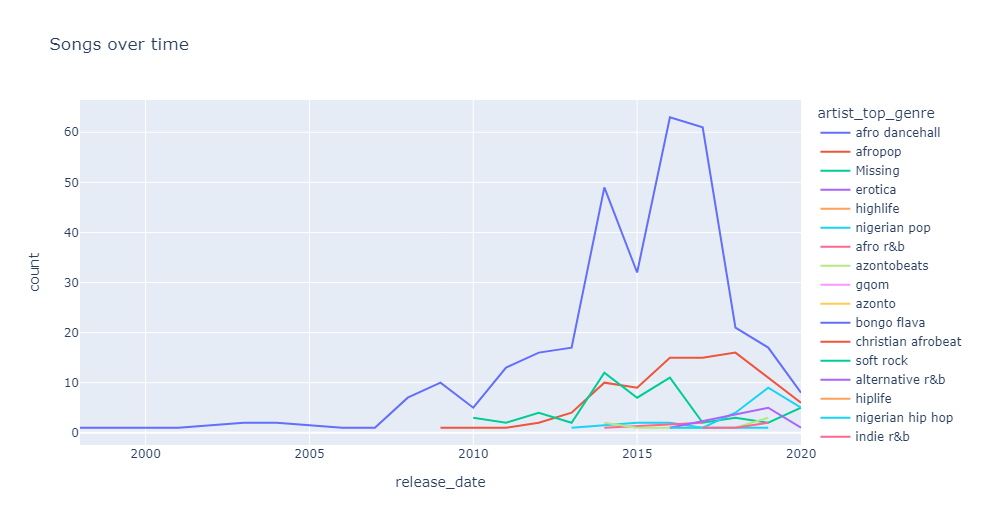 Songs over time
artist_top_genre
afro dancehall
afropop
Missing
erotica
highlife
nigerian pop
afro r&b
azontobeats
gqom
azonto
bongo flava
christian afrobeat
soft rock
alternative r&b
hiplife
nigerian hip hop
indie r&b
count
60
50
40
30
20
10
0
2000
2005
2010
2015
2020
release_date